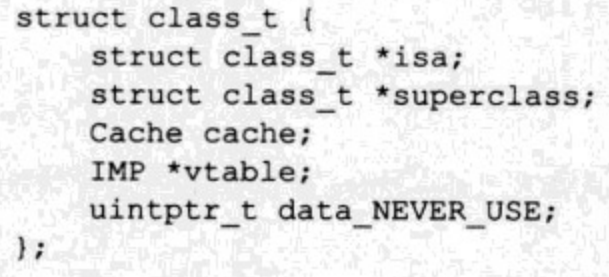 struct class_t {
    struct class_t *isa;
    struct class_t *superclass;
    Cache cache;
    IMP *vtable;
    uintptr_t data_NEVER_USE;
};